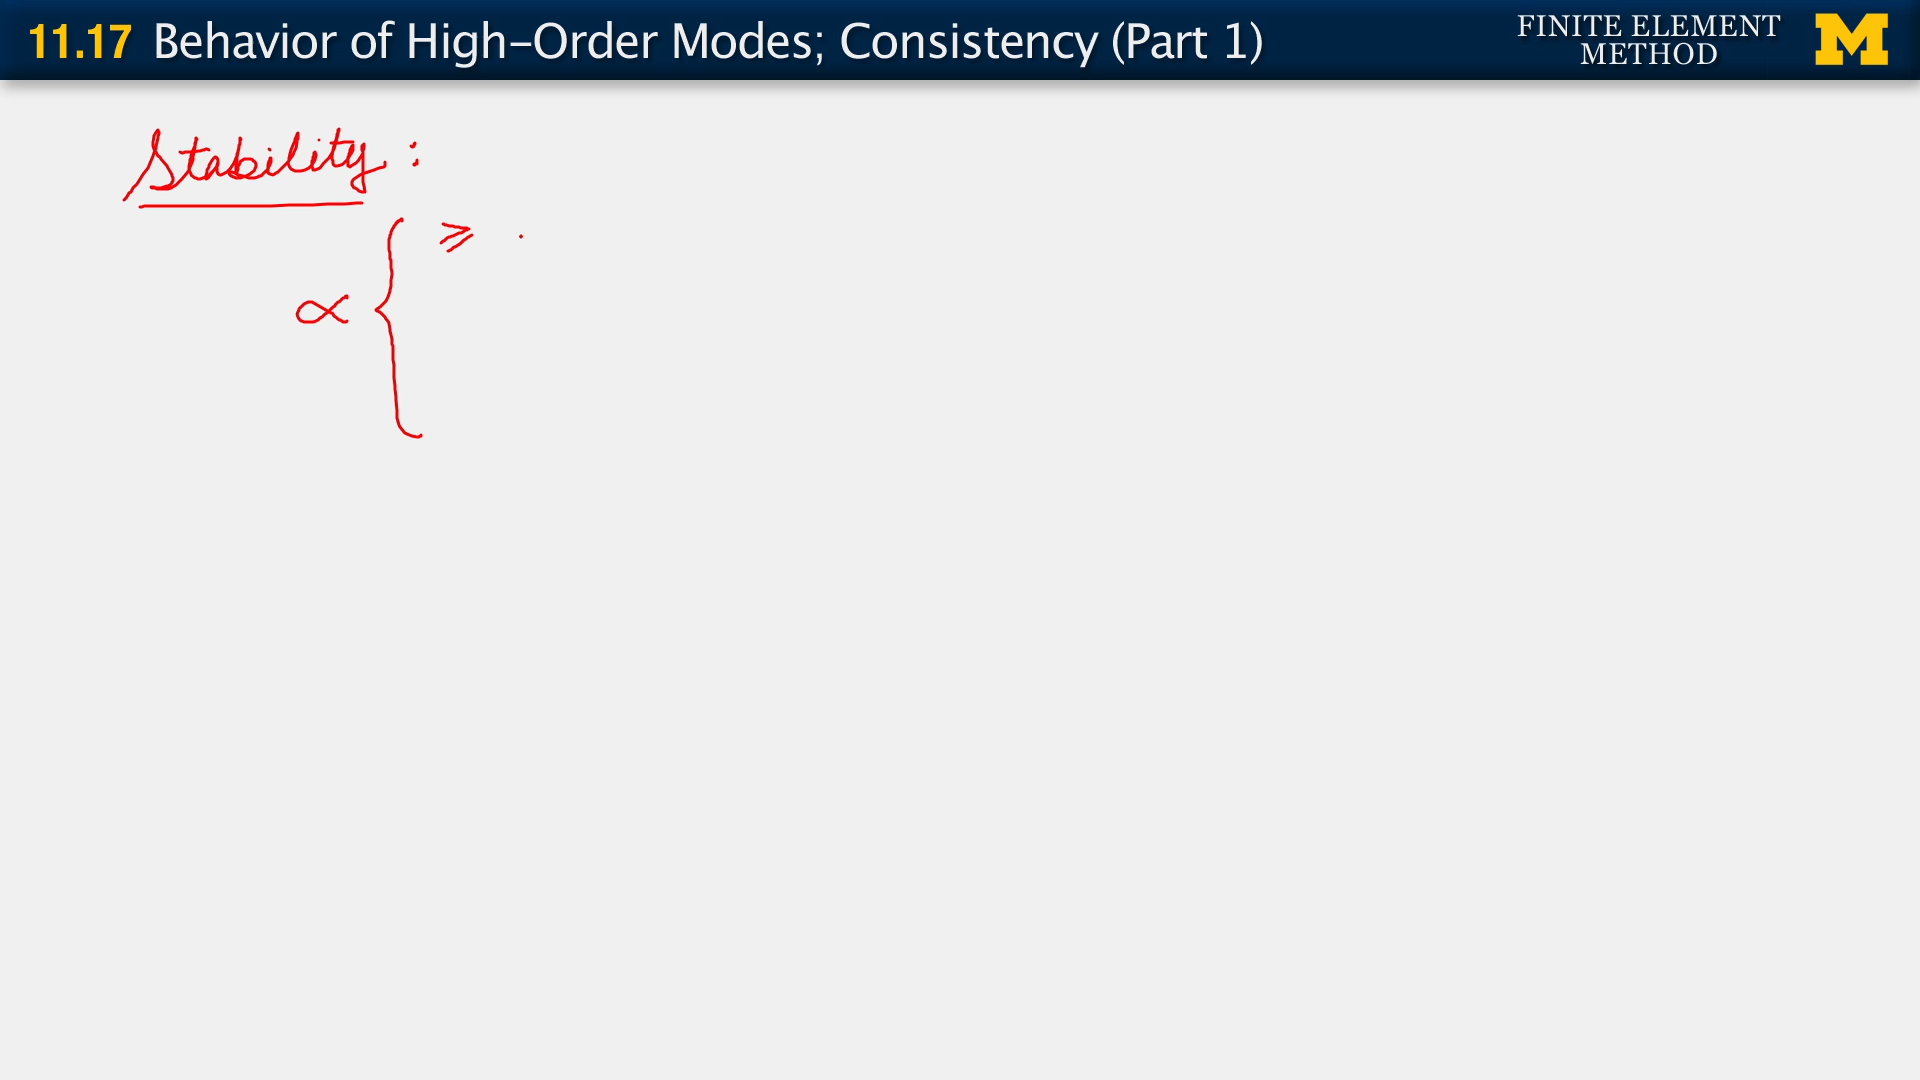 11.17 Behavior of High-Order Modes; Consistency (Part 1)
FINITE ELEMENT
METHOD
M
Stability:
α { ≥ .